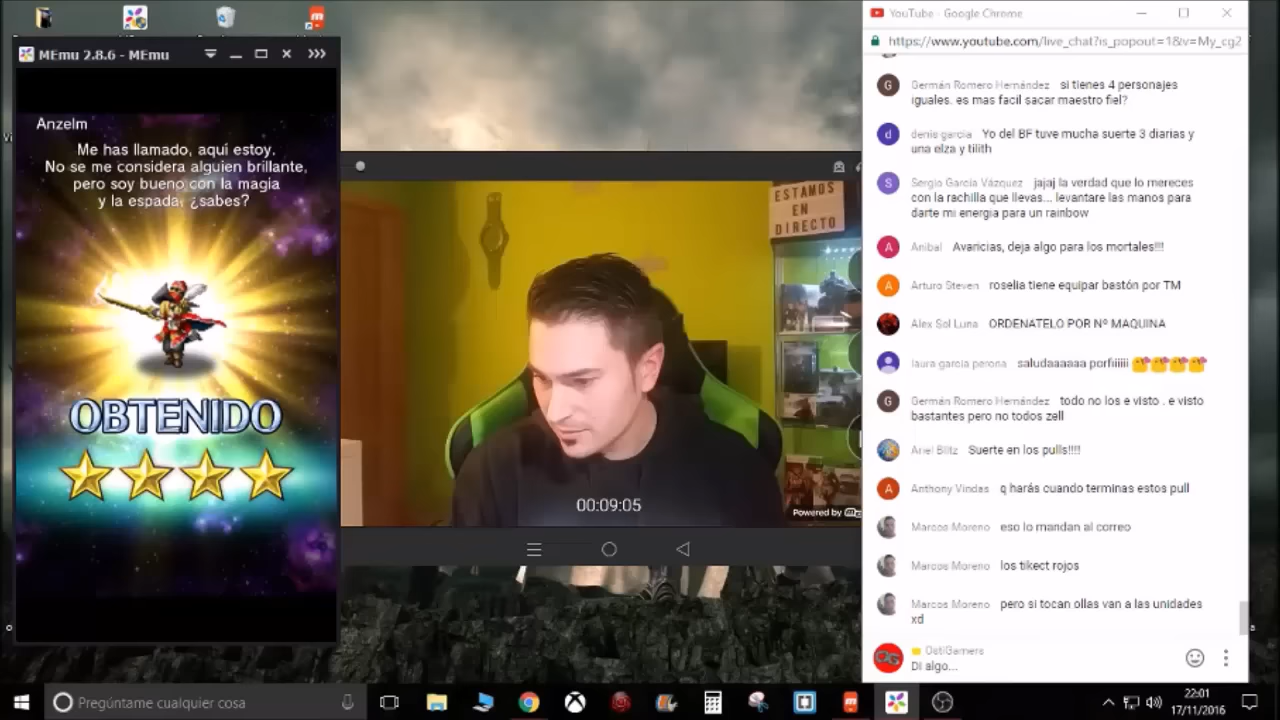 MEmu 2.8.6 - MEmu
Anzelm
Me has llamado, aquí estoy.
No se me considera alguien brillante,
pero soy bueno con la magia
y la espada, ¿sabes?
OBTENIDO
ESTAMOS
EN
DIRECTO
00:09:05
Powered by
YouTube - Google Chrome
https://www.youtube.com/live_chat?is_popout=1&v=My_cg2
Germán Romero Hernández si tienes 4 personajes
iguales. es mas facil sacar maestro fiel?
denis garcia Yo del BF tuve mucha suerte 3 diarias y
una elza y tilith
Sergio García Vázquez jajaj la verdad que lo mereces
con la rachilla que llevas... levantare las manos para
darte mi energia para un rainbow
Anibal Avaricias, deja algo para los mortales!!!
Arturo Steven roselia tiene equipar bastón por TM
Alex Sol Luna ORDENATELO POR Nº MAQUINA
laura garcia perona saludaaaaa porfiiiiii
Germán Romero Hernández todo no los e visto . e visto
bastantes pero no todos zell
Ariel Blitz Suerte en los pulls!!!!
Anthony Vindas q harás cuando terminas estos pull
Marcos Moreno eso lo mandan al correo
Marcos Moreno los tikect rojos
Marcos Moreno pero si tocan ollas van a las unidades
xd
OstiGamers
Di algo...
Pregúntame cualquier cosa
22:01
17/11/2016